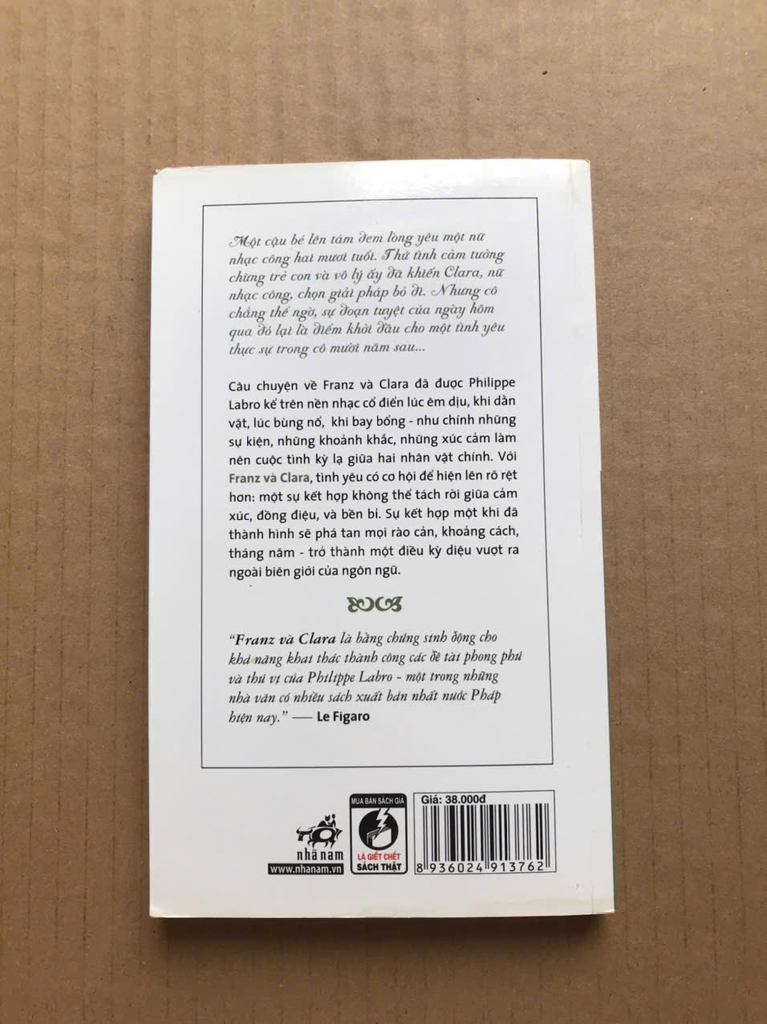 Một cậu bé lên tám đem lòng yêu một nữ
nhạc công hai mươi tuổi. Thứ tình cảm tưởng
chừng trẻ con và vô lý ấy đã khiến Clara, nữ
nhạc công, chọn giải pháp bỏ đi. Nhưng cô
chẳng thể ngờ, sự đoạn tuyệt của ngày hôm
qua đó lại là điểm khởi đầu cho một tình yêu
thực sự trong cô mười năm sau...
Câu chuyện về Franz và Clara đã được Philippe
Labro kể trên nền nhạc cổ điển lúc êm dịu, khi dằn
vặt, lúc bùng nổ, khi bay bổng - như chính những
sự kiện, những khoảnh khắc, những xúc cảm làm
nên cuộc tình kỳ lạ giữa hai nhân vật chính. Với
Franz và Clara, tình yêu có cơ hội để hiện lên rõ rệt
hơn: một sự kết hợp không thể tách rời giữa cảm
xúc, đồng điệu, và bền bỉ. Sự kết hợp một khi đã
thành hình sẽ phá tan mọi rào cản, khoảng cách,
tháng năm - trở thành một điều kỳ diệu vượt ra
ngoài biên giới của ngôn ngữ.
"Franz và Clara là bằng chứng sinh động cho
khả năng khai thác thành công các đề tài phong phú
và thú vị của Philippe Labro - một trong những
nhà văn có nhiều sách xuất bản nhất nước Pháp
hiện nay." — Le Figaro
nhã nam
www.nhanam.vn
MUA BÁN SÁCH GIẢ
LÀ GIẾT CHẾT
SÁCH THẬT
Giá: 38.000đ
8 936024 913762